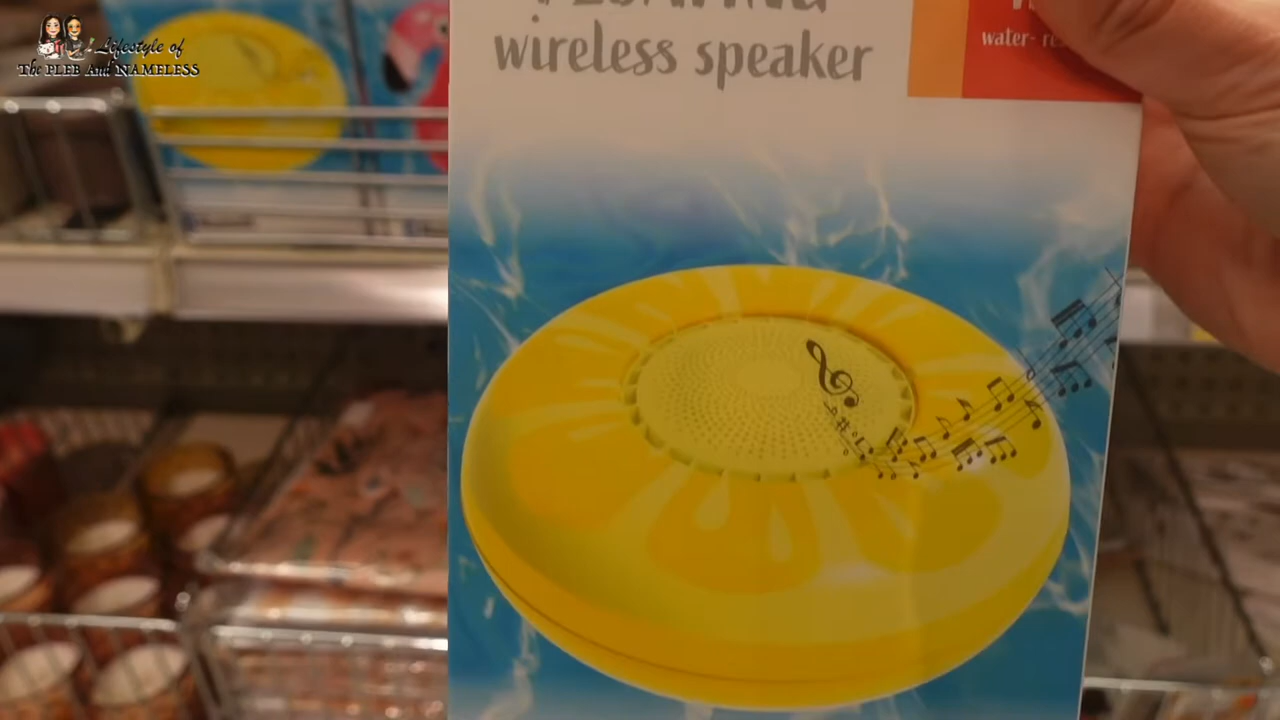 Lifestyle of
The PLEB And NAMELESS
wireless speaker
water-